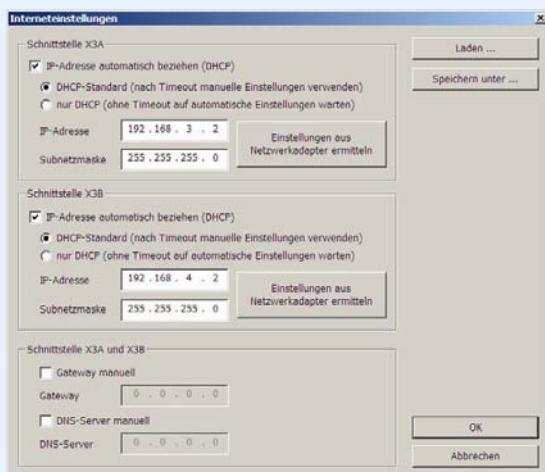 Interneteinstellungen
Schnittstelle X3A
IP-Adresse automatisch beziehen (DHCP)
DHCP-Standard (nach Timeout manuelle Einstellungen verwenden)
nur DHCP (ohne Timeout auf automatische Einstellungen warten)
IP-Adresse 192 . 168 . 3 . 2
Subnetzmaske 255 . 255 . 255 . 0
Einstellungen aus
Netzwerkadapter ermitteln
Schnittstelle X3B
IP-Adresse automatisch beziehen (DHCP)
DHCP-Standard (nach Timeout manuelle Einstellungen verwenden)
nur DHCP (ohne Timeout auf automatische Einstellungen warten)
IP-Adresse 192 . 168 . 4 . 2
Subnetzmaske 255 . 255 . 255 . 0
Einstellungen aus
Netzwerkadapter ermitteln
Schnittstelle X3A und X3B
Gateway manuell
Gateway 0 . 0 . 0 . 0
DNS-Server manuell
DNS-Server 0 . 0 . 0 . 0
Laden ...
Speichern unter ...
OK
Abbrechen